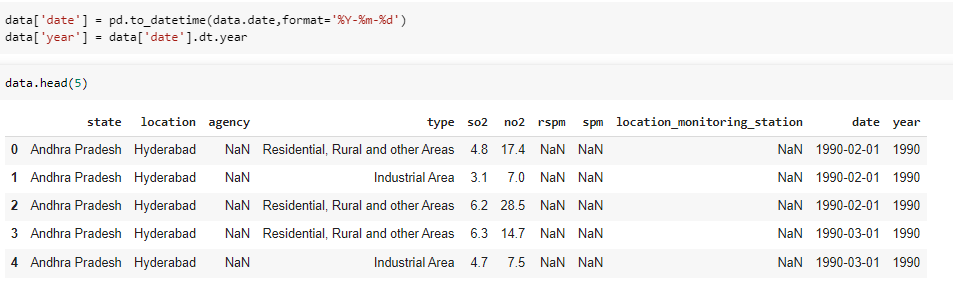 data['date'] = pd.to_datetime(data.date,format='%Y-%m-%d')
data['year'] = data['date'].dt.year
data.head(5)
state location agency type so2 no2 rspm spm location_monitoring_station date year
0 Andhra Pradesh Hyderabad NaN Residential, Rural and other Areas 4.8 17.4 NaN NaN NaN 1990-02-01 1990
1 Andhra Pradesh Hyderabad NaN Industrial Area 3.1 7.0 NaN NaN NaN 1990-02-01 1990
2 Andhra Pradesh Hyderabad NaN Residential, Rural and other Areas 6.2 28.5 NaN NaN NaN 1990-02-01 1990
3 Andhra Pradesh Hyderabad NaN Residential, Rural and other Areas 6.3 14.7 NaN NaN NaN 1990-03-01 1990
4 Andhra Pradesh Hyderabad NaN Industrial Area 4.7 7.5 NaN NaN NaN 1990-03-01 1990